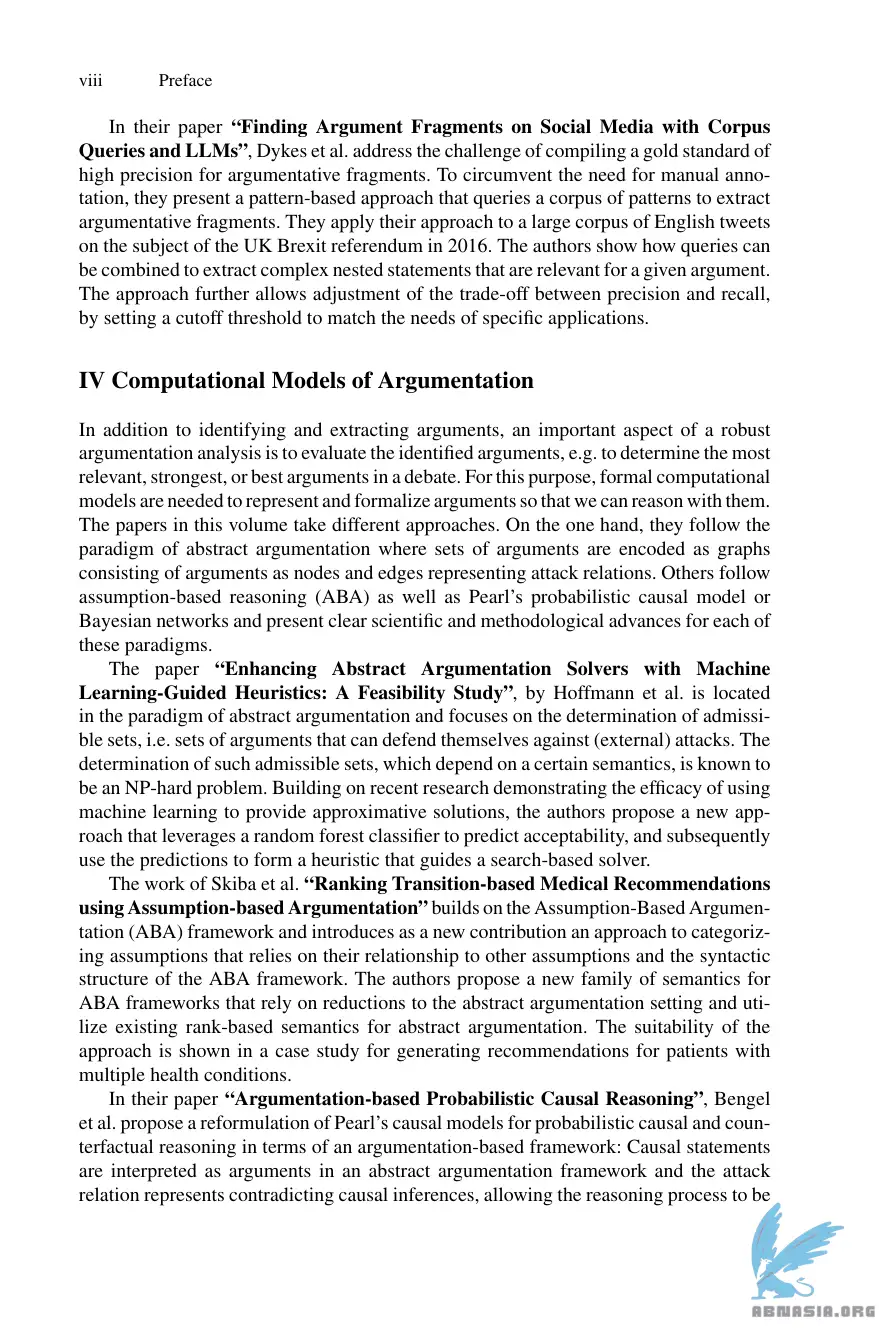 viii Preface
In their paper “Finding Argument Fragments on Social Media with Corpus
Queries and LLMs”, Dykes et al. address the challenge of compiling a gold standard of
high precision for argumentative fragments. To circumvent the need for manual anno-
tation, they present a pattern-based approach that queries a corpus of patterns to extract
argumentative fragments. They apply their approach to a large corpus of English tweets
on the subject of the UK Brexit referendum in 2016. The authors show how queries can
be combined to extract complex nested statements that are relevant for a given argument.
The approach further allows adjustment of the trade-off between precision and recall,
by setting a cutoff threshold to match the needs of specific applications.
IV Computational Models of Argumentation
In addition to identifying and extracting arguments, an important aspect of a robust
argumentation analysis is to evaluate the identified arguments, e.g. to determine the most
relevant, strongest, or best arguments in a debate. For this purpose, formal computational
models are needed to represent and formalize arguments so that we can reason with them.
The papers in this volume take different approaches. On the one hand, they follow the
paradigm of abstract argumentation where sets of arguments are encoded as graphs
consisting of arguments as nodes and edges representing attack relations. Others follow
assumption-based reasoning (ABA) as well as Pearl’s probabilistic causal model or
Bayesian networks and present clear scientific and methodological advances for each of
these paradigms.
The paper “Enhancing Abstract Argumentation Solvers with Machine
Learning-Guided Heuristics: A Feasibility Study”, by Hoffmann et al. is located
in the paradigm of abstract argumentation and focuses on the determination of admissi-
ble sets, i.e. sets of arguments that can defend themselves against (external) attacks. The
determination of such admissible sets, which depend on a certain semantics, is known to
be an NP-hard problem. Building on recent research demonstrating the efficacy of using
machine learning to provide approximative solutions, the authors propose a new app-
roach that leverages a random forest classifier to predict acceptability, and subsequently
use the predictions to form a heuristic that guides a search-based solver.
The work of Skiba et al. “Ranking Transition-based Medical Recommendations
using Assumption-based Argumentation” builds on the Assumption-Based Argumen-
tation (ABA) framework and introduces as a new contribution an approach to categoriz-
ing assumptions that relies on their relationship to other assumptions and the syntactic
structure of the ABA framework. The authors propose a new family of semantics for
ABA frameworks that rely on reductions to the abstract argumentation setting and uti-
lize existing rank-based semantics for abstract argumentation. The suitability of the
approach is shown in a case study for generating recommendations for patients with
multiple health conditions.
In their paper “Argumentation-based Probabilistic Causal Reasoning”, Bengel
et al. propose a reformulation of Pearl’s causal models for probabilistic causal and coun-
terfactual reasoning in terms of an argumentation-based framework: Causal statements
are interpreted as arguments in an abstract argumentation framework and the attack
relation represents contradicting causal inferences, allowing the reasoning process to be
ABNASIA.ORG